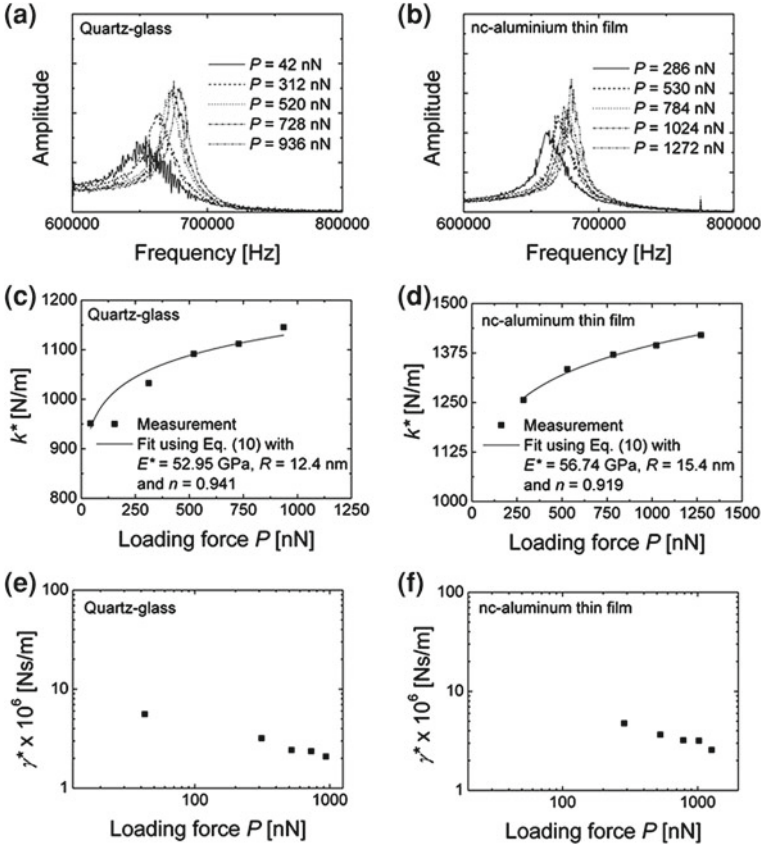 (a)
Quartz-glass
P = 42 nN
P = 312 nN
P = 520 nN
P = 728 nN
P = 936 nN
Amplitude
600000 700000 800000
Frequency [Hz]
(b)
nc-aluminium thin film
P = 286 nN
P = 530 nN
P = 784 nN
P = 1024 nN
P = 1272 nN
Amplitude
600000 700000 800000
Frequency [Hz]
(c)
1200
1100
1000
900
800
k* [N/m]
Quartz-glass
Measurement
Fit using Eq. (10) with
E* = 52.95 GPa, R = 12.4 nm
and n = 0.941
0 250 500 750 1000 1250
Loading force P [nN]
(d)
1500
1375
1250
1125
1000
k* [N/m]
nc-aluminum thin film
Measurement
Fit using Eq. (10) with
E* = 56.74 GPa, R = 15.4 nm
and n = 0.919
0 250 500 750 1000 1250 1500
Loading force P [nN]
(e)
100
10
1
γ* x 10⁶ [Ns/m]
Quartz-glass
100 1000
Loading force P [nN]
(f)
100
10
1
γ* x 10⁶ [Ns/m]
nc-aluminum thin film
100 1000
Loading force P [nN]